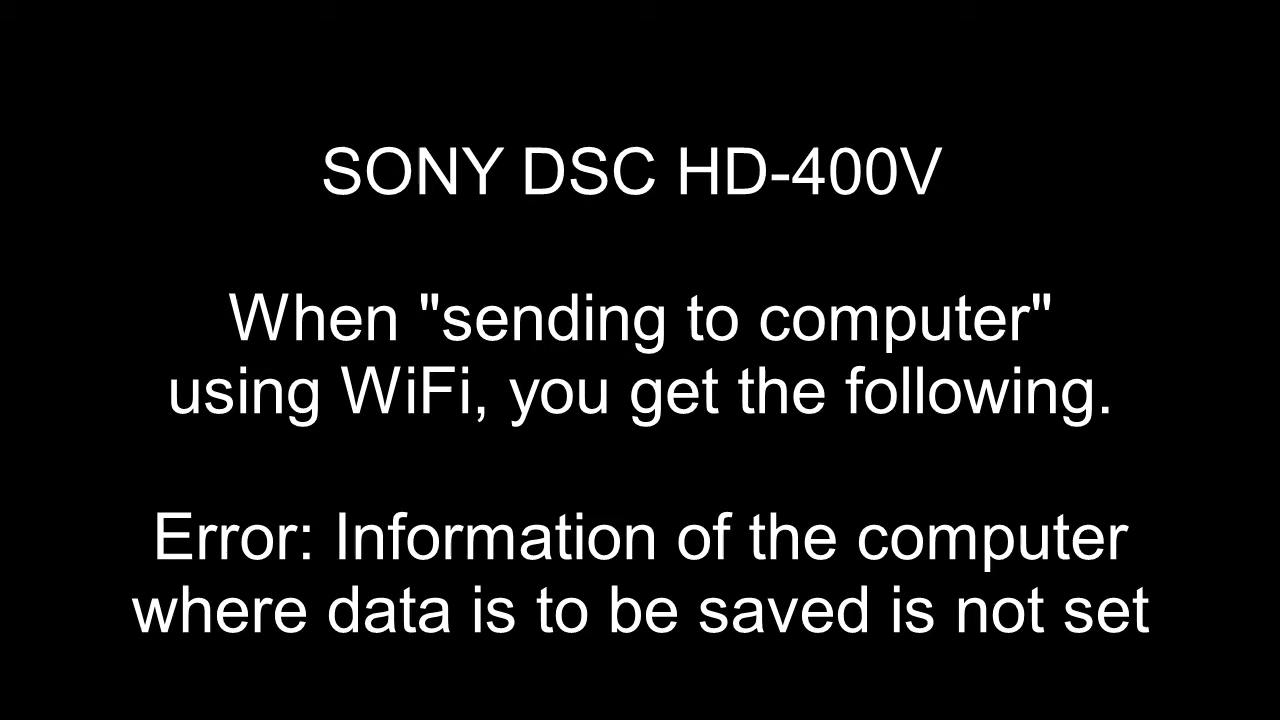 SONY DSC HD-400V
When "sending to computer"
using WiFi, you get the following.
Error: Information of the computer
where data is to be saved is not set